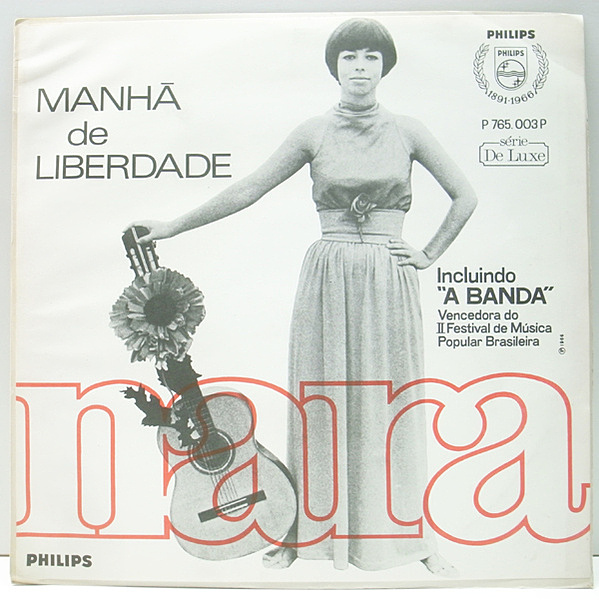 MANHÃ
de
LIBERDADE
PHILIPS
PHILIPS
1891-1966
P 765.003 P
série
De Luxe
Incluindo
"A BANDA"
Vencedora do
II Festival de Música
Popular Brasileira
℗ 1966
nara
PHILIPS